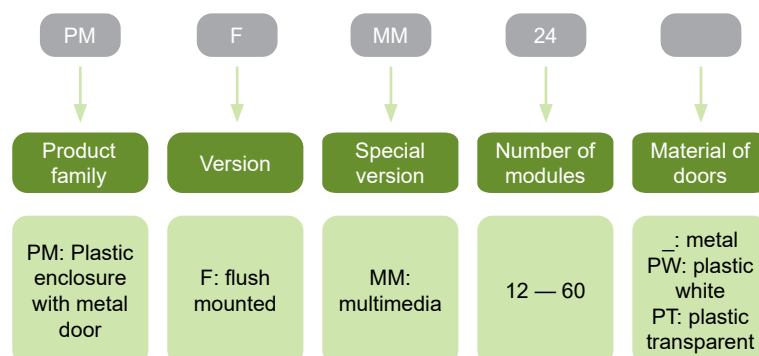 PM
F
MM
24
Product
family
Version
Special
version
Number of
modules
Material of
doors
PM: Plastic
enclosure
with metal
door
F: flush
mounted
MM:
multimedia
12 — 60
_: metal
PW: plastic
white
PT: plastic
transparent